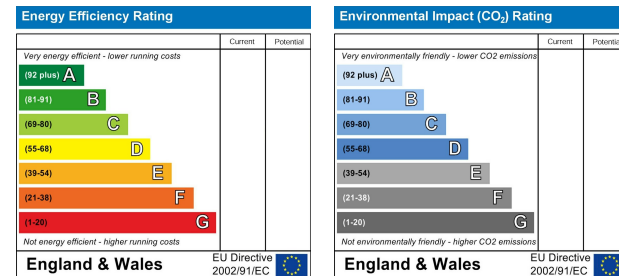 Energy Efficiency Rating
Current Potential
Very energy efficient - lower running costs
(92 plus) A
(81-91) B
(69-80) C
(55-68) D
(39-54) E
(21-38) F
(1-20) G
Not energy efficient - higher running costs
England & Wales
EU Directive
2002/91/EC
Environmental Impact (CO₂) Rating
Current Potentia
Very environmentally friendly - lower CO2 emissions
(92 plus) A
(81-91) B
(69-80) C
(55-68) D
(39-54) E
(21-38) F
(1-20) G
Not environmentally friendly - higher CO2 emissions
England & Wales
EU Directive
2002/91/EC